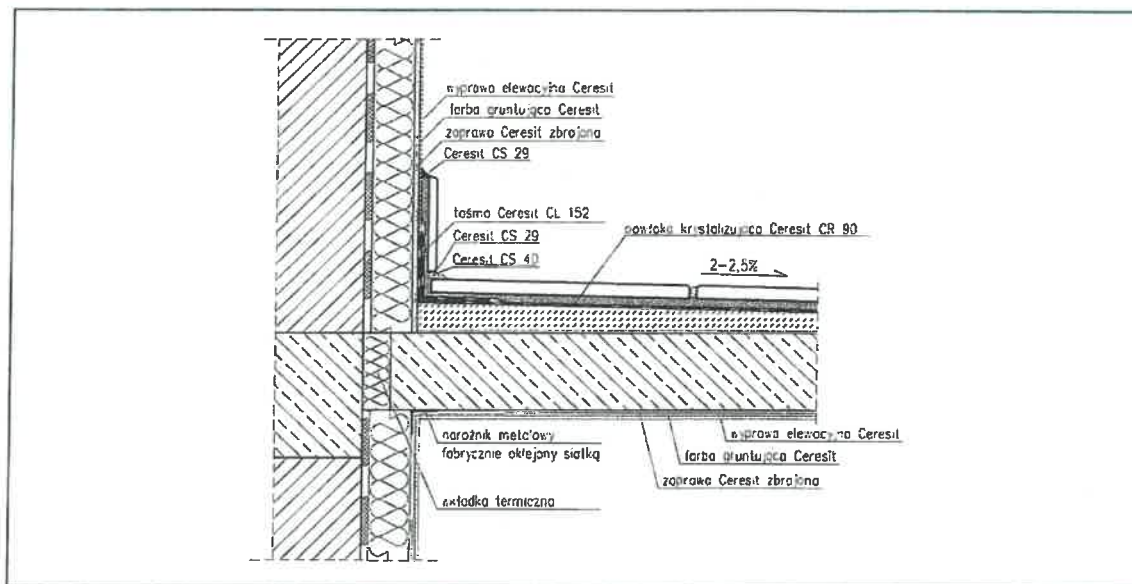 wyprawa elewacyjna Ceresit
farba gruntująca Ceresit
zaprawa Ceresit zbrojona
Ceresit CS 29
taśma Ceresit CL 152
Ceresit CS 29
Ceresit CS 40
powłoka krystalizująca Ceresit CR 90
2-2,5%
wyprawa elewacyjna Ceresit
farba gruntująca Ceresit
zaprawa Ceresit zbrojona
narożnik metalowy
fabrycznie oklejony siatką
wkładka termiczna